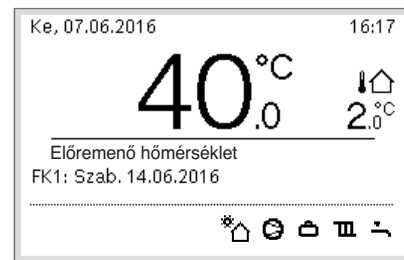 Ke, 07.06.2016 16:17
40.0 °C
2.0 °C
Előremenő hőmérséklet
FK1: Szab. 14.06.2016